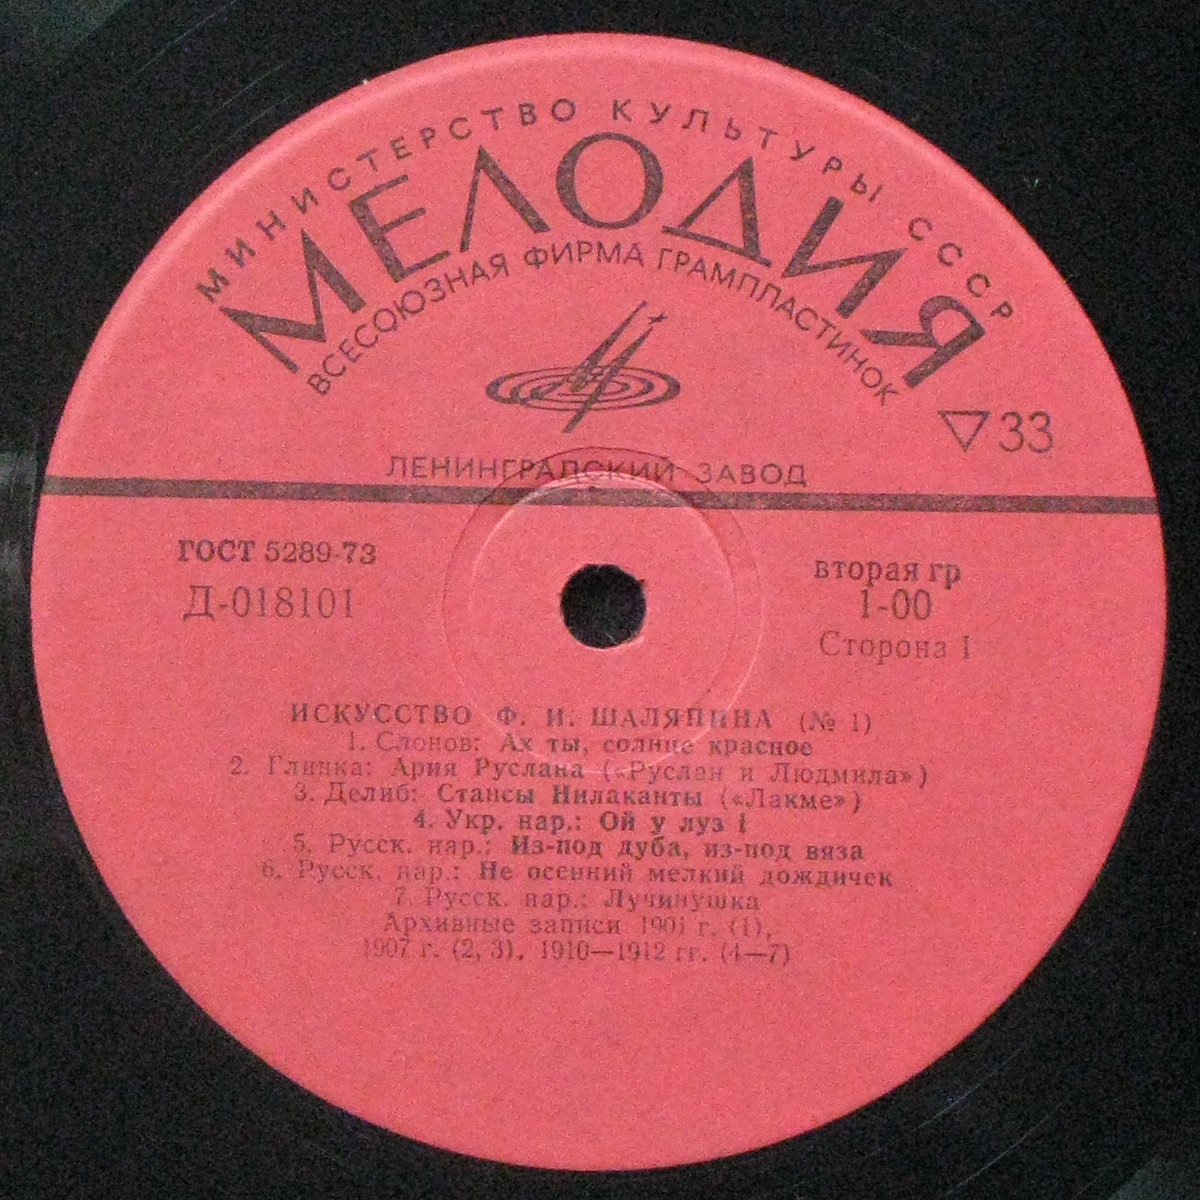 МИНИСТЕРСТВО КУЛЬТУРЫ СССР
МЕЛОДИЯ
ВСЕСОЮЗНАЯ ФИРМА ГРАМПЛАСТИНОК
33
ЛЕНИНГРАДСКИЙ ЗАВОД
ГОСТ 5289-73
Д-018101
вторая гр
1-00
Сторона 1
ИСКУССТВО Ф. И. ШАЛЯПИНА (№ 1)
1. Слонов: Ах ты, солнце красное
2. Глинка: Ария Руслана («Руслан и Людмила»)
3. Делиб: Стансы Нилаканты («Лакме»)
4. Укр. нар.: Ой у луз i
5. Русск. нар.: Из-под дуба, из-под вяза
6. Русск. нар.: Не осенний мелкий дождичек
7. Русск. нар.: Лучинушка
Архивные записи 1901 г. (1),
1907 г. (2, 3). 1910—1912 гг. (4—7)